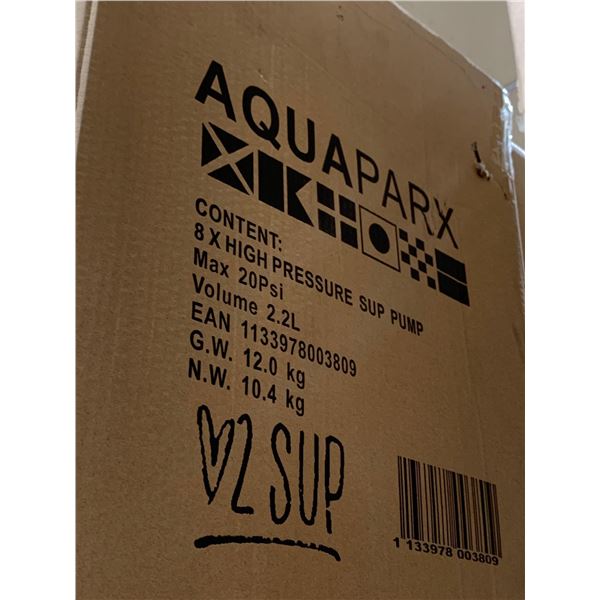 AQUAPARX
CONTENT:
8 X HIGH PRESSURE SUP PUMP
Max 20Psi
Volume 2.2L
EAN 1133978003809
G.W. 12.0 kg
N.W. 10.4 kg
♡2 SUP
1 133978 003809